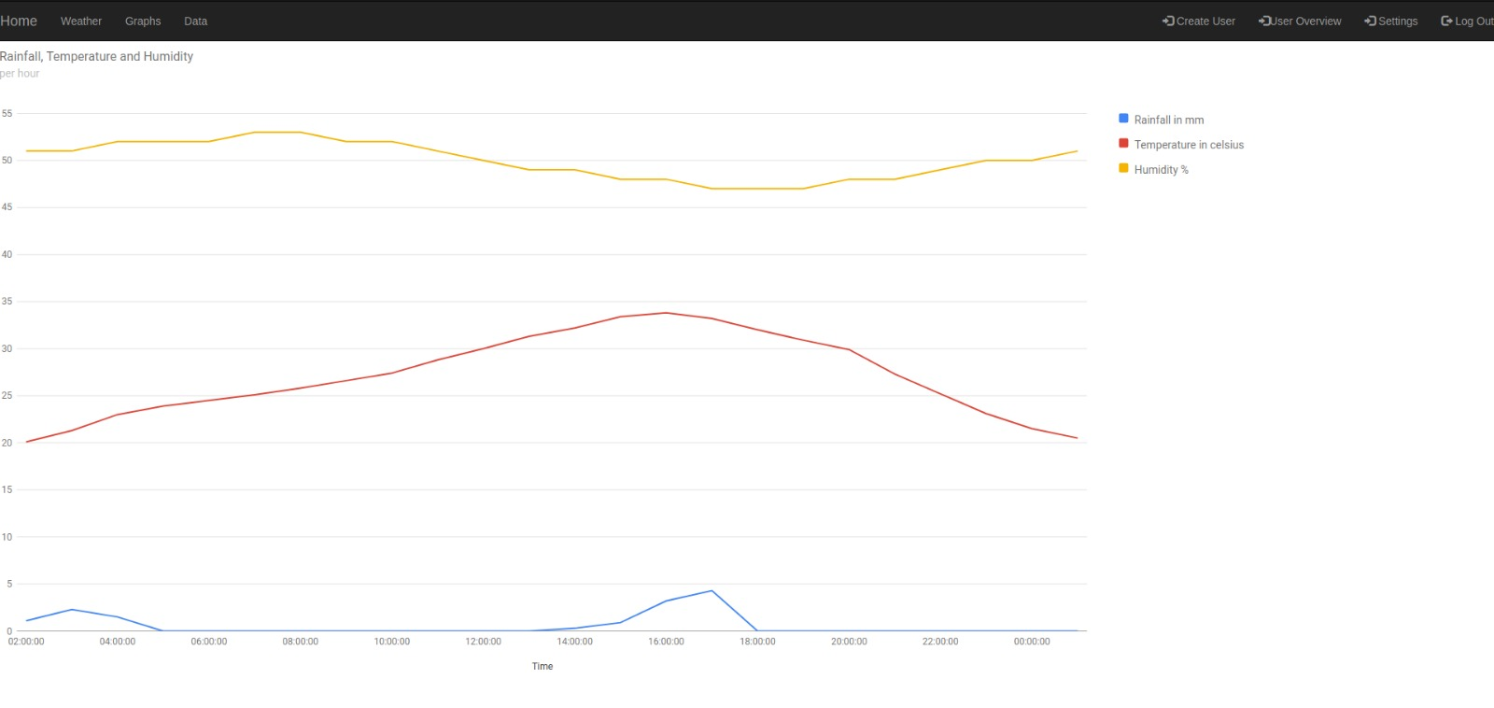 Home Weather Graphs Data Create User User Overview Settings Log Out
Rainfall, Temperature and Humidity
per hour
55
50
45
40
35
30
25
20
15
10
5
0
Rainfall in mm
Temperature in celsius
Humidity %
02:00:00 04:00:00 06:00:00 08:00:00 10:00:00 12:00:00 14:00:00 16:00:00 18:00:00 20:00:00 22:00:00 00:00:00
Time